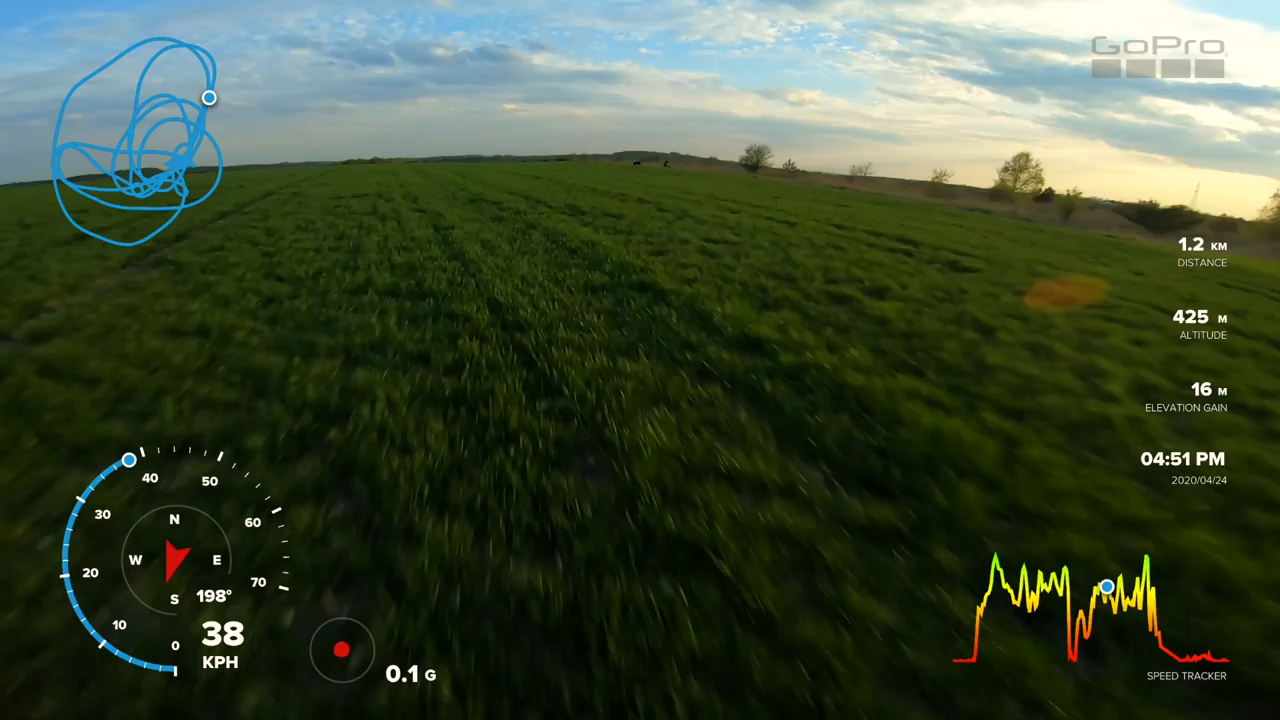 GoPro
1.2 KM
DISTANCE
425 M
ALTITUDE
16 M
ELEVATION GAIN
04:51 PM
2020/04/24
40
50
30
60
N
W
E
20
70
S
198°
10
0
38
KPH
0.1 G
SPEED TRACKER